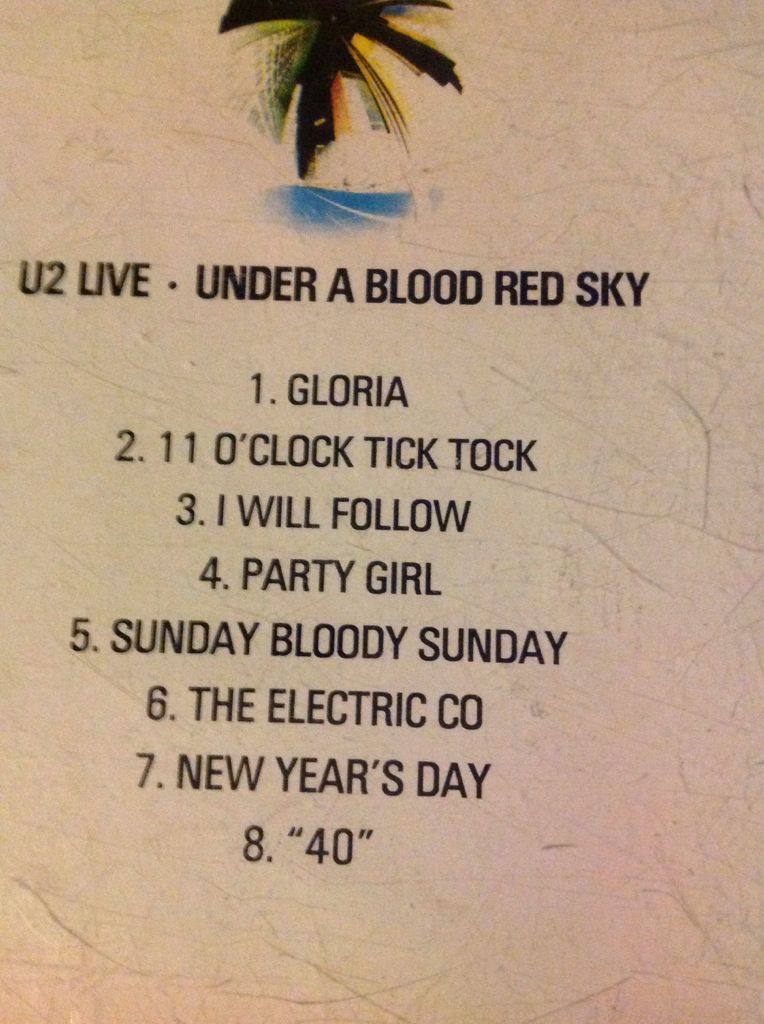 U2 LIVE · UNDER A BLOOD RED SKY
1. GLORIA
2. 11 O'CLOCK TICK TOCK
3. I WILL FOLLOW
4. PARTY GIRL
5. SUNDAY BLOODY SUNDAY
6. THE ELECTRIC CO
7. NEW YEAR'S DAY
8. "40"